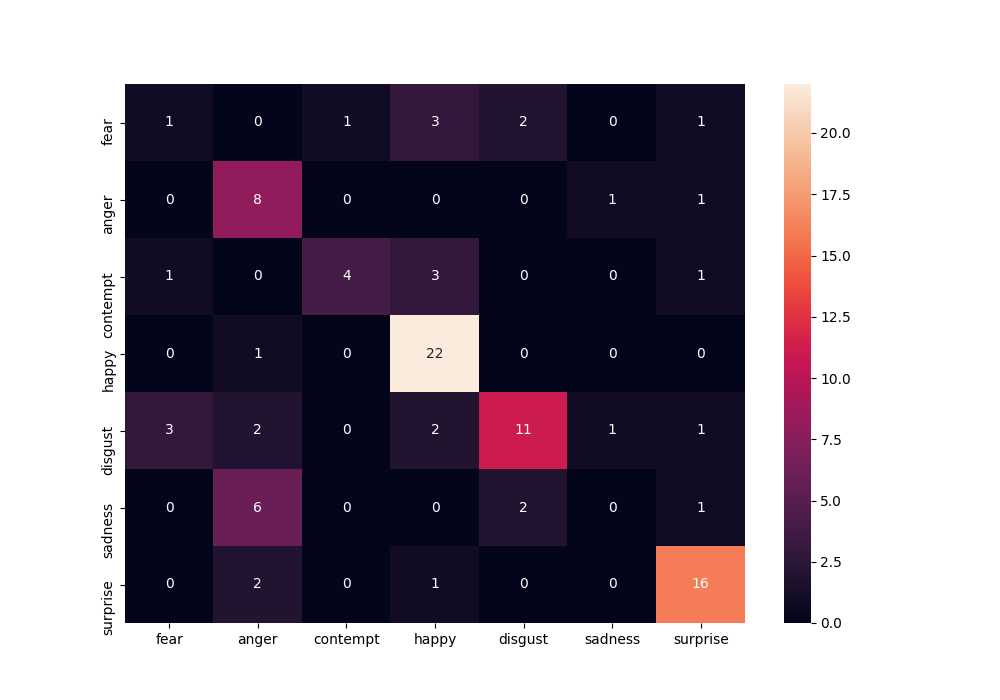 fear 1 0 1 3 2 0 1
anger 0 8 0 0 0 1 1
contempt 1 0 4 3 0 0 1
happy 0 1 0 22 0 0 0
disgust 3 2 0 2 11 1 1
sadness 0 6 0 0 2 0 1
surprise 0 2 0 1 0 0 16
fear anger contempt happy disgust sadness surprise
20.0
17.5
15.0
12.5
10.0
7.5
5.0
2.5
0.0